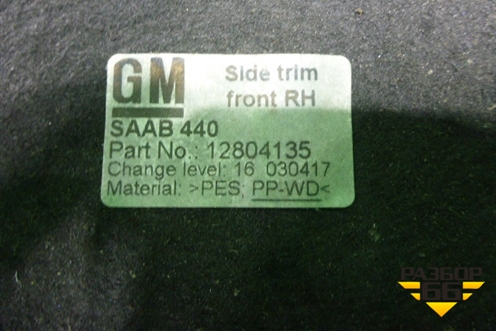 GM
Side trim
front RH
SAAB 440
Part No.: 12804135
Change level: 16 030417
Material: >PES; PP-WD<
РАЗБОР
66